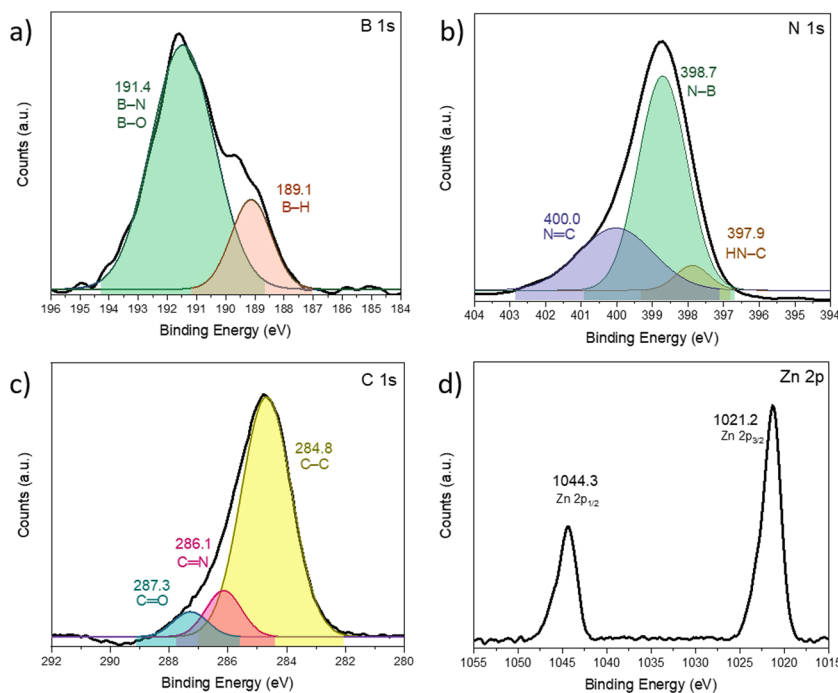 a)
B 1s
191.4
B–N
B–O
189.1
B–H
Counts (a.u.)
196 195 194 193 192 191 190 189 188 187 186 185 184
Binding Energy (eV)
b)
N 1s
398.7
N–B
400.0
N=C
397.9
HN–C
Counts (a.u.)
404 403 402 401 400 399 398 397 396 395 394
Binding Energy (eV)
c)
C 1s
284.8
C–C
286.1
C=N
287.3
C=O
Counts (a.u.)
292 290 288 286 284 282 280
Binding Energy (eV)
d)
Zn 2p
1021.2
Zn 2p3/2
1044.3
Zn 2p1/2
Counts (a.u.)
1055 1050 1045 1040 1035 1030 1025 1020 1015
Binding Energy (eV)